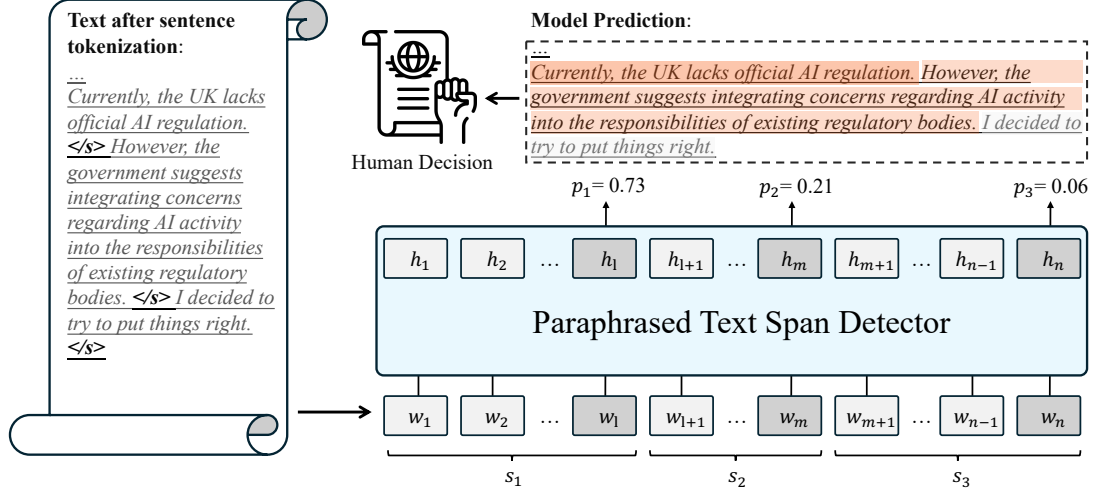 Text after sentence
tokenization:
...
Currently, the UK lacks
official AI regulation.
</s> However, the
government suggests
integrating concerns
regarding AI activity
into the responsibilities
of existing regulatory
bodies. </s> I decided to
try to put things right.
</s>
Human Decision
Model Prediction:
...
Currently, the UK lacks official AI regulation. However, the
government suggests integrating concerns regarding AI activity
into the responsibilities of existing regulatory bodies. I decided to
try to put things right.
p₁= 0.73 p₂= 0.21 p₃= 0.06
h₁ h₂ ... hₗ hₗ₊₁ ... hₘ hₘ₊₁ ... hₙ₋₁ hₙ
Paraphrased Text Span Detector
w₁ w₂ ... wₗ wₗ₊₁ ... wₘ wₘ₊₁ ... wₙ₋₁ wₙ
s₁ s₂ s₃